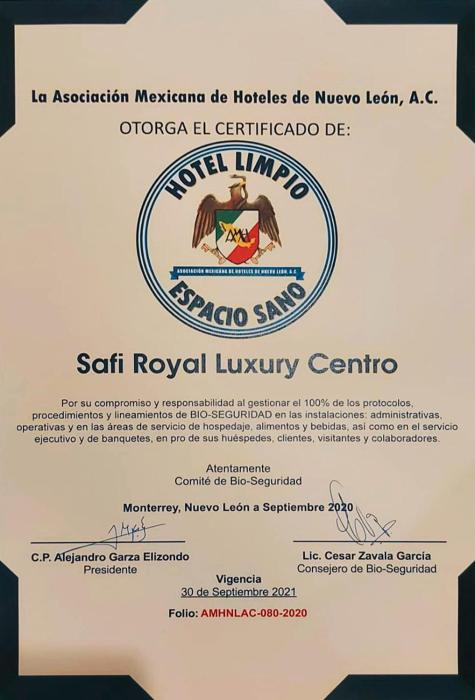 La Asociación Mexicana de Hoteles de Nuevo León, A.C.
OTORGA EL CERTIFICADO DE:
HOTEL LIMPIO
AMH
ASOCIACIÓN MEXICANA DE HOTELES DE NUEVO LEÓN, A.C.
ESPACIO SANO
Safi Royal Luxury Centro
Por su compromiso y responsabilidad al gestionar el 100% de los protocolos,
procedimientos y lineamientos de BIO-SEGURIDAD en las instalaciones: administrativas,
operativas y en las áreas de servicio de hospedaje, alimentos y bebidas, así como en el servicio
ejecutivo y de banquetes, en pro de sus huéspedes, clientes, visitantes y colaboradores.
Atentamente
Comité de Bio-Seguridad
Monterrey, Nuevo León a Septiembre 2020
C.P. Alejandro Garza Elizondo
Presidente
Lic. Cesar Zavala García
Consejero de Bio-Seguridad
Vigencia
30 de Septiembre 2021
Folio: AMHNLAC-080-2020